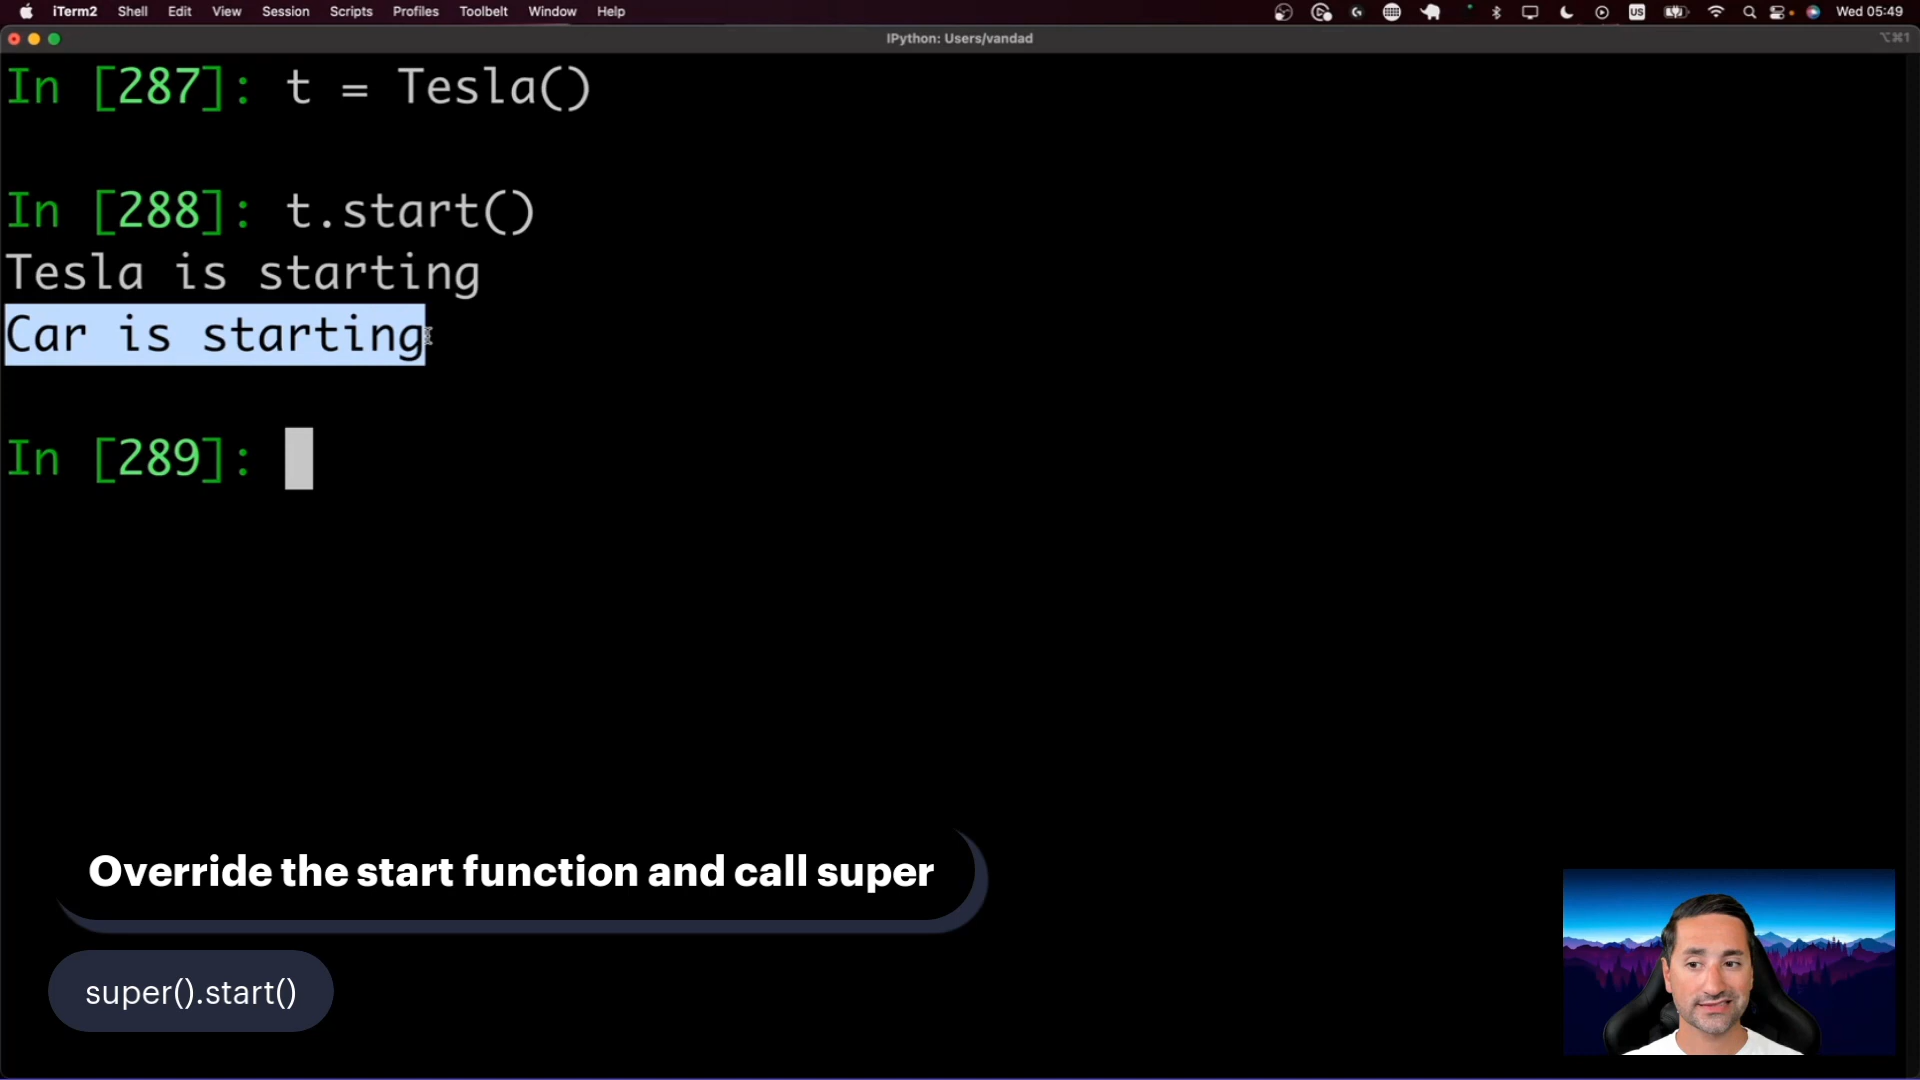 iTerm2 Shell Edit View Session Scripts Profiles Toolbelt Window Help US Wed 05:49
IPython: Users/vandad ⌥⌘1
In [287]: t = Tesla()
In [288]: t.start()
Tesla is starting
Car is starting
In [289]:
Override the start function and call super
super().start()